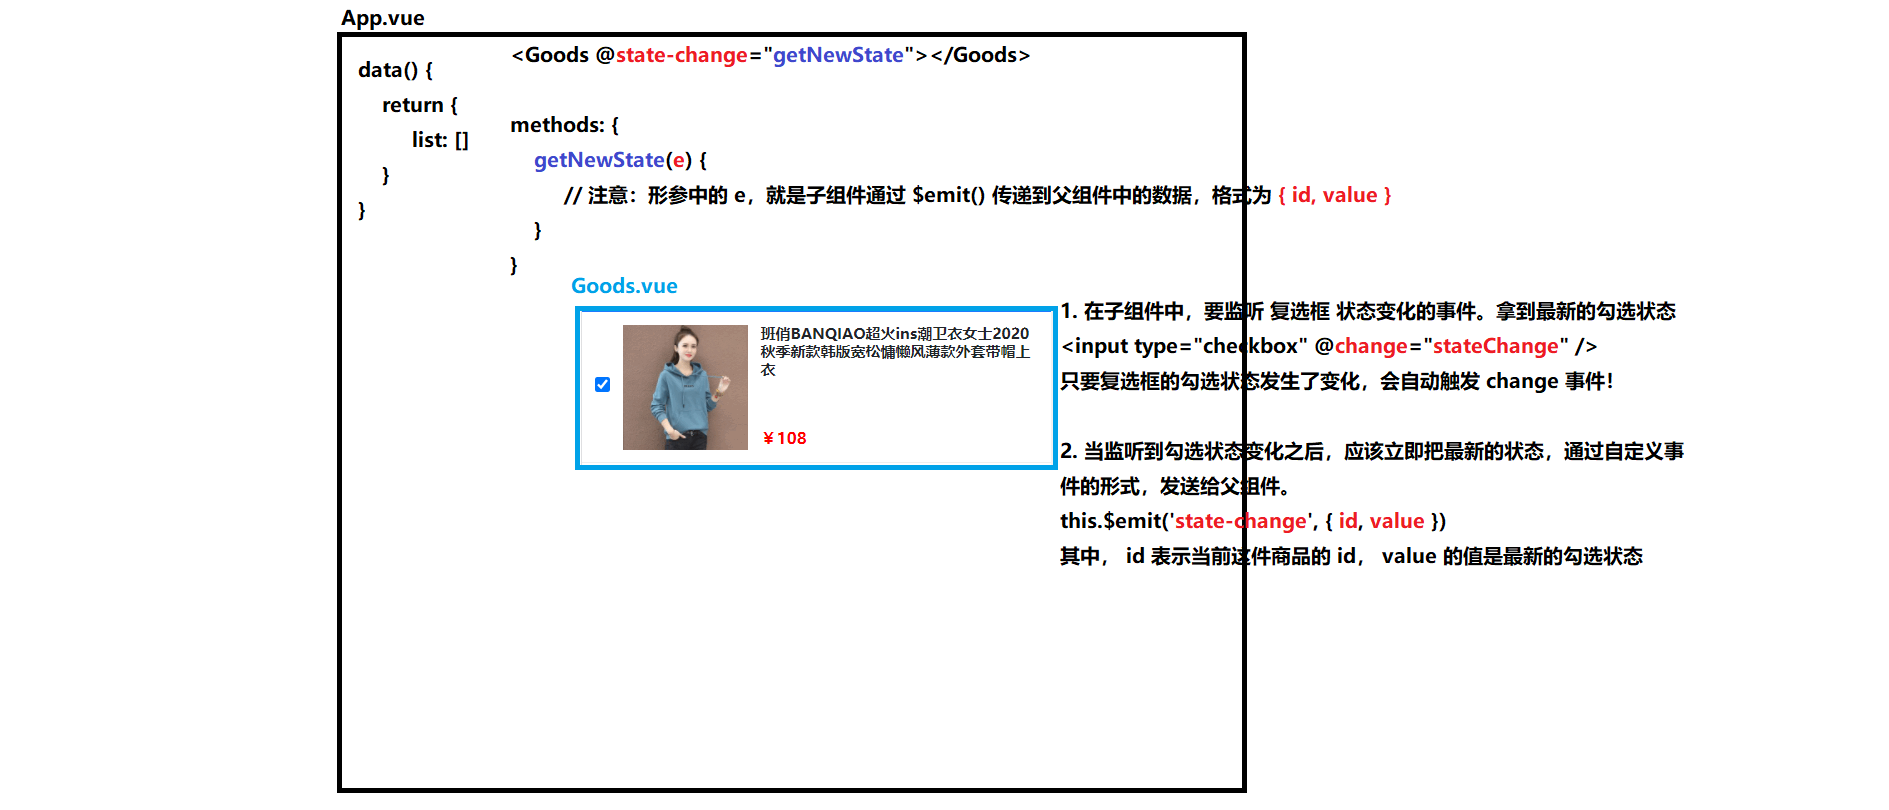 App.vue
data() {
return {
list: []
}
}
<Goods @state-change="getNewState"></Goods>
methods: {
getNewState(e) {
// 注意：形参中的 e，就是子组件通过 $emit() 传递到父组件中的数据，格式为 { id, value }
}
}
Goods.vue
班俏BANQIAO超火ins潮卫衣女士2020
秋季新款韩版宽松慵懒风薄款外套带帽上
衣
￥108
1. 在子组件中，要监听 复选框 状态变化的事件。拿到最新的勾选状态
<input type="checkbox" @change="stateChange" />
只要复选框的勾选状态发生了变化，会自动触发 change 事件！
2. 当监听到勾选状态变化之后，应该立即把最新的状态，通过自定义事
件的形式，发送给父组件。
this.$emit('state-change', { id, value })
其中， id 表示当前这件商品的 id， value 的值是最新的勾选状态